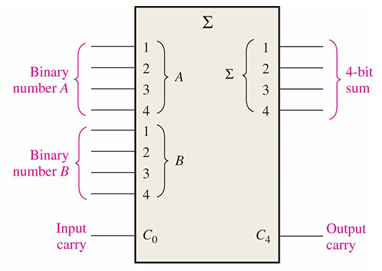 Σ
Binary
number A
1
2
3
4
A
Binary
number B
1
2
3
4
B
Input
carry
C0
Σ
1
2
3
4
4-bit
sum
C4
Output
carry